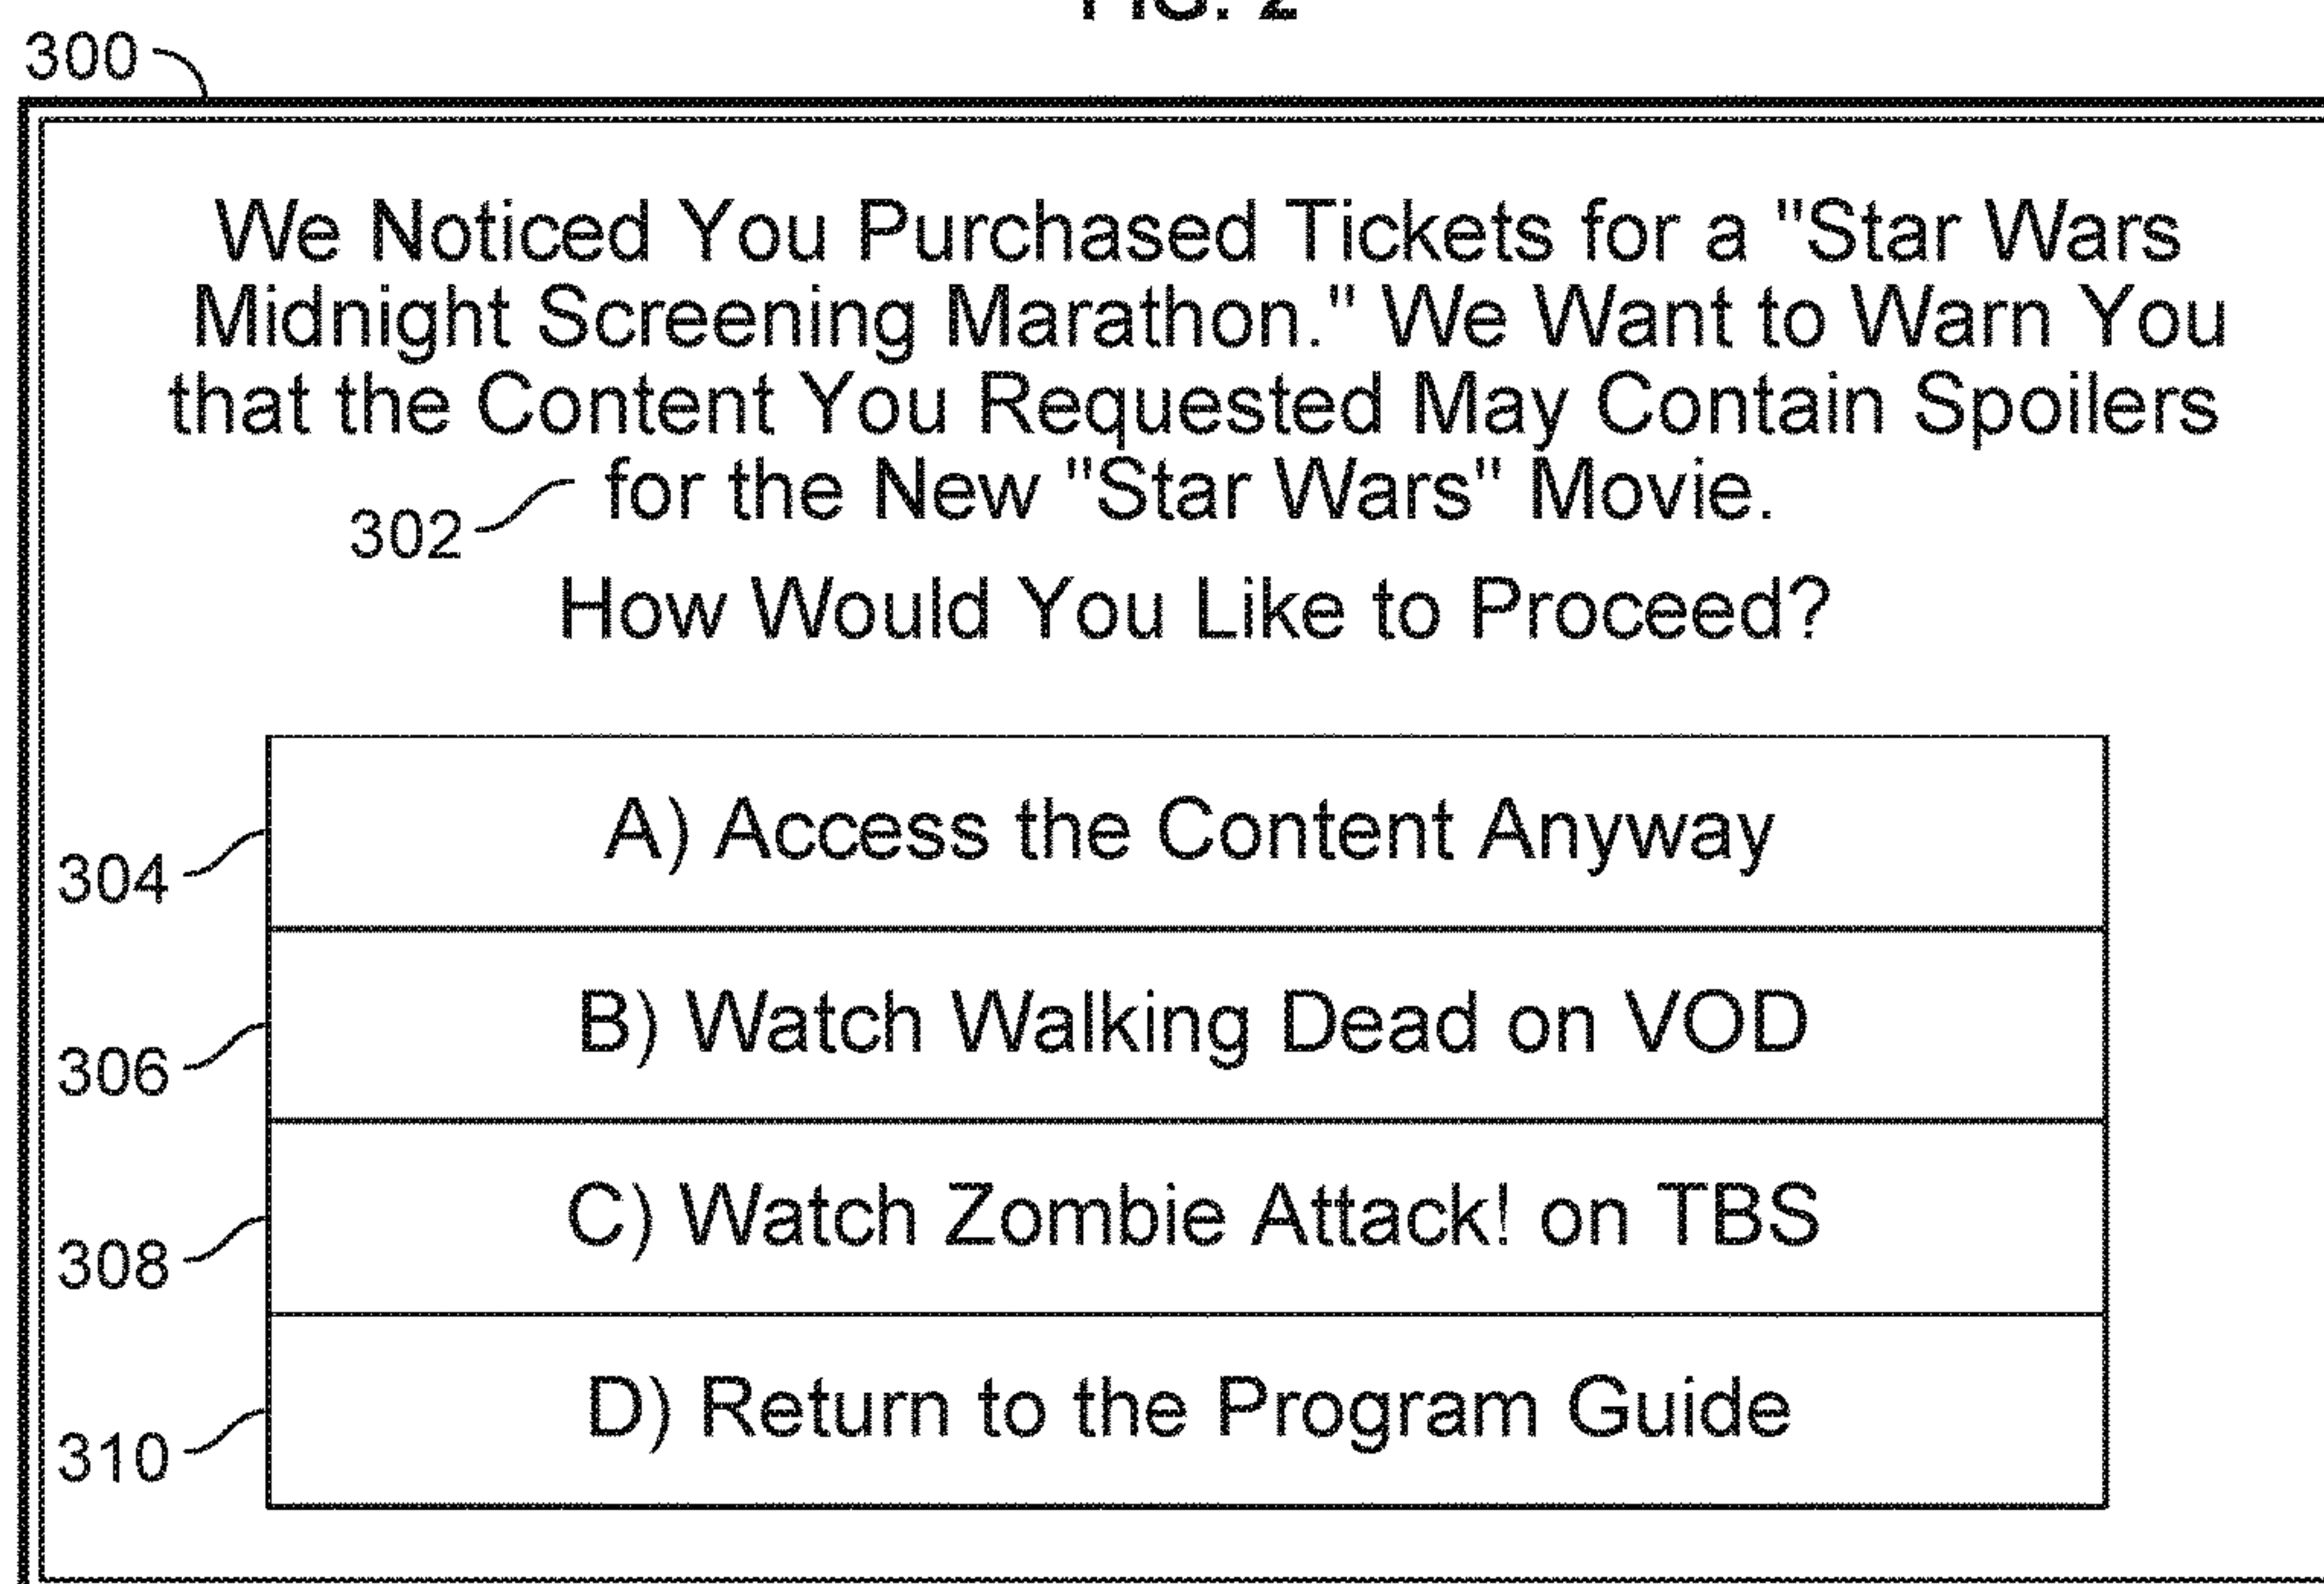 FIG. 2
300
We Noticed You Purchased Tickets for a "Star Wars
Midnight Screening Marathon." We Want to Warn You
that the Content You Requested May Contain Spoilers
302 for the New "Star Wars" Movie.
How Would You Like to Proceed?
304 A) Access the Content Anyway
306 B) Watch Walking Dead on VOD
308 C) Watch Zombie Attack! on TBS
310 D) Return to the Program Guide